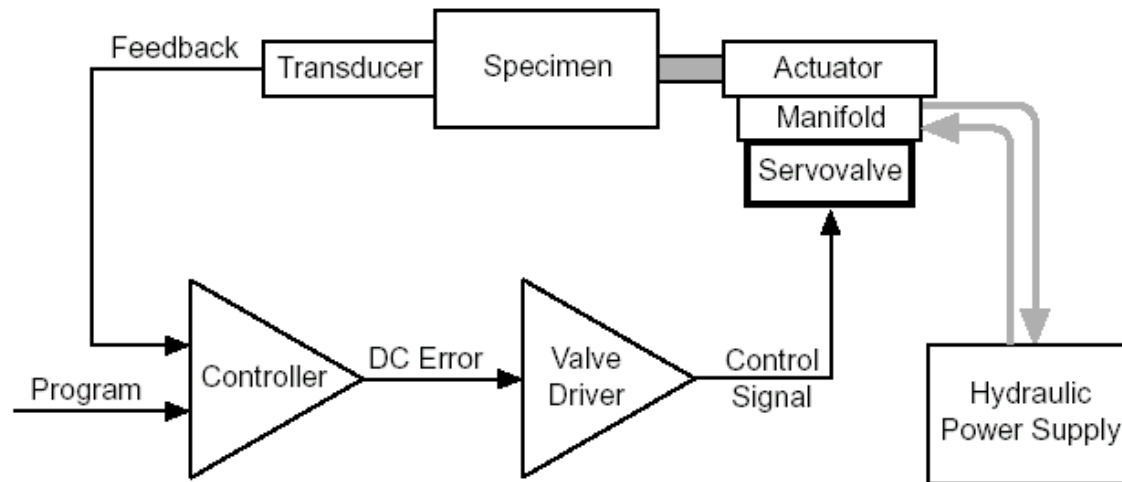 Feedback
Transducer
Specimen
Actuator
Manifold
Servovalve
Program
Controller
DC Error
Valve
Driver
Control
Signal
Hydraulic
Power Supply